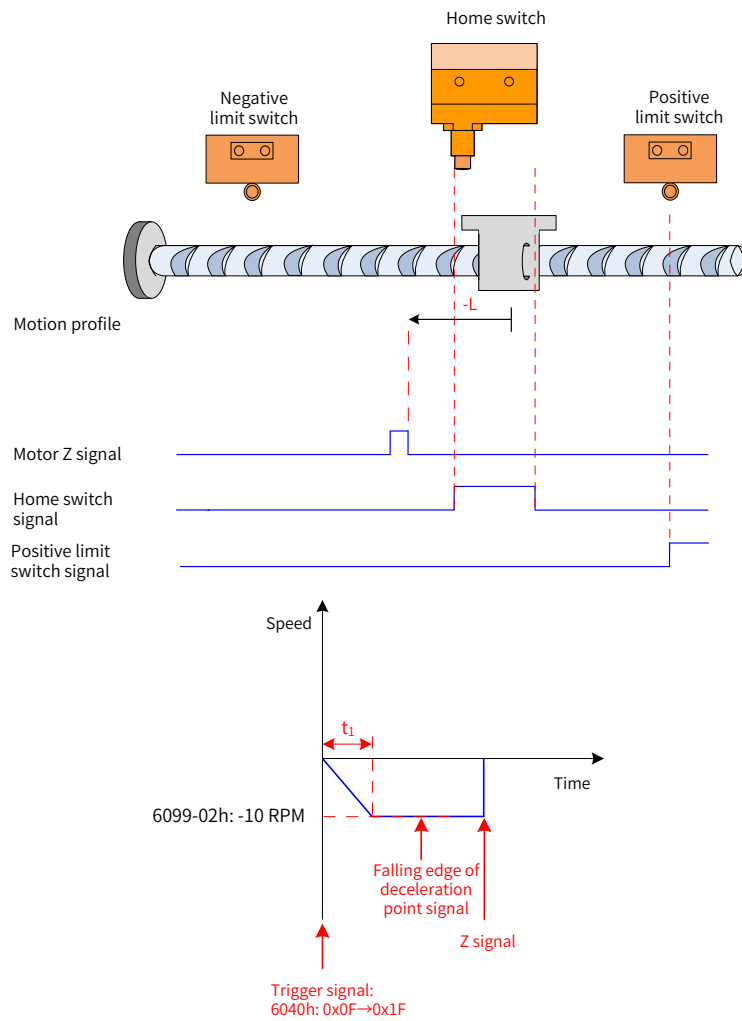 Home switch
Negative
limit switch
Positive
limit switch
-L
Motion profile
Motor Z signal
Home switch
signal
Positive limit
switch signal
Speed
t1
Time
6099-02h: -10 RPM
Falling edge of
deceleration
point signal
Z signal
Trigger signal:
6040h: 0x0F→0x1F